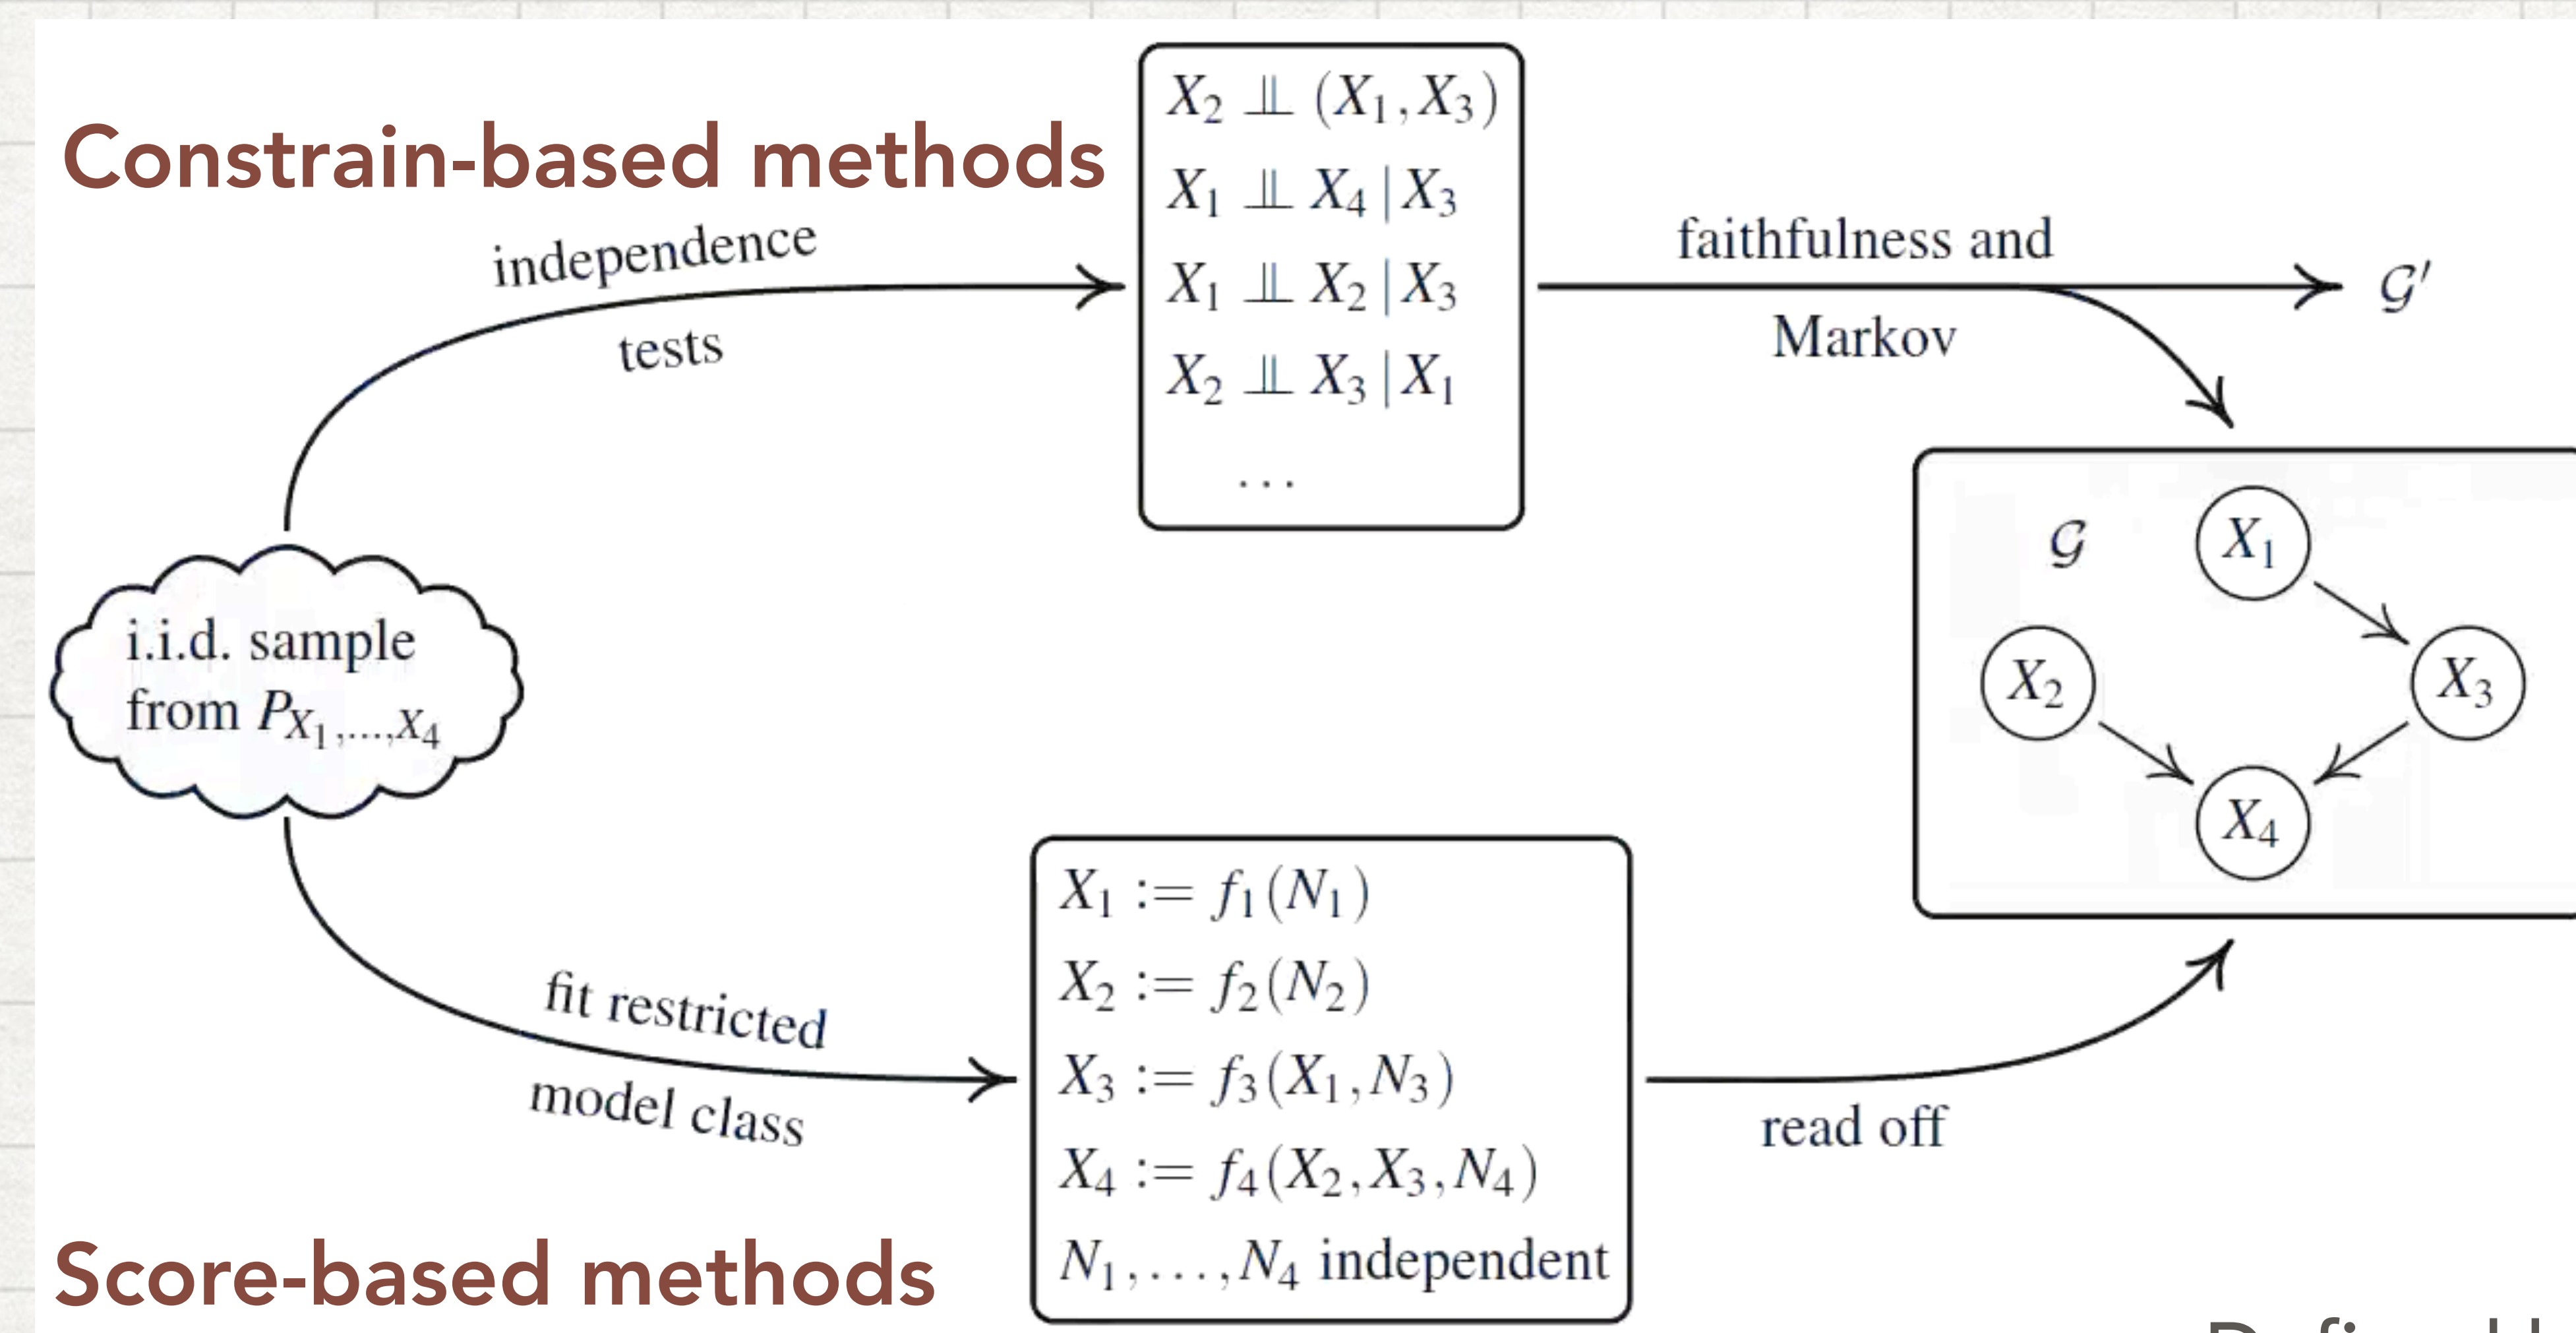 Constrain-based methods
independence
tests
X₂ ⫫ (X₁, X₃)
X₁ ⫫ X₄ | X₃
X₁ ⫫ X₂ | X₃
X₂ ⫫ X₃ | X₁
...
faithfulness and
Markov
𝒢′
i.i.d. sample
from P_{X₁,...,X₄}
𝒢
X₁
X₂
X₃
X₄
fit restricted
model class
X₁ := f₁(N₁)
X₂ := f₂(N₂)
X₃ := f₃(X₁, N₃)
X₄ := f₄(X₂, X₃, N₄)
N₁, ..., N₄ independent
read off
Score-based methods